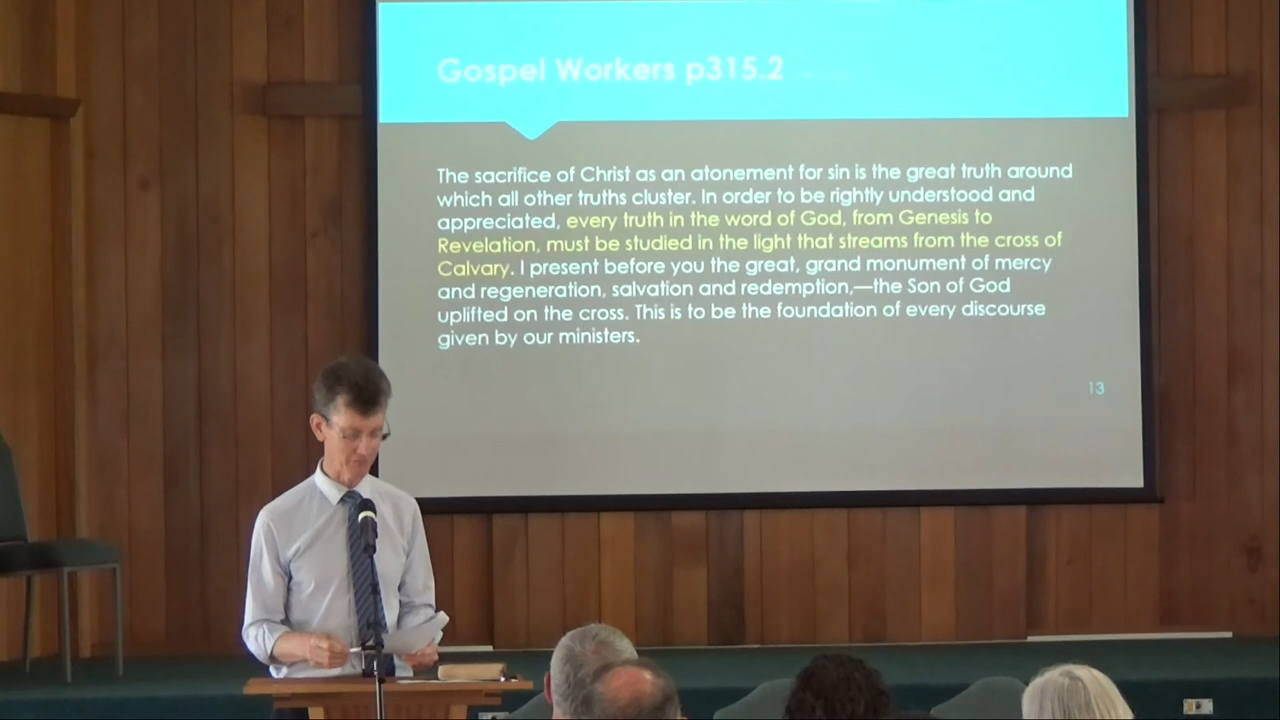 Gospel Workers p315.2
The sacrifice of Christ as an atonement for sin is the great truth around
which all other truths cluster. In order to be rightly understood and
appreciated, every truth in the word of God, from Genesis to
Revelation, must be studied in the light that streams from the cross of
Calvary. I present before you the great, grand monument of mercy
and regeneration, salvation and redemption,—the Son of God
uplifted on the cross. This is to be the foundation of every discourse
given by our ministers.
13